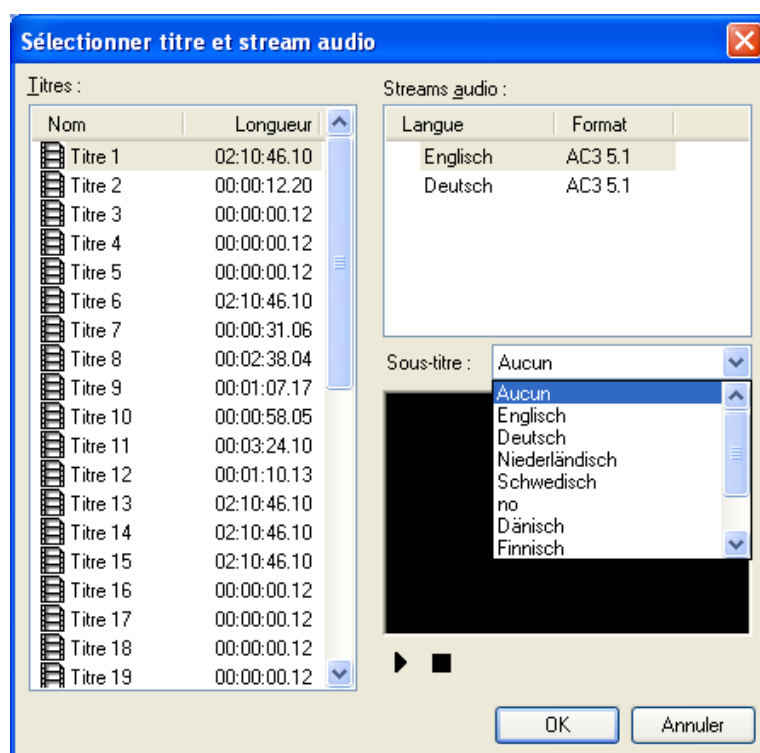 Sélectionner titre et stream audio
Titres :
Nom Longueur
Titre 1 02:10:46.10
Titre 2 00:00:12.20
Titre 3 00:00:00.12
Titre 4 00:00:00.12
Titre 5 00:00:00.12
Titre 6 02:10:46.10
Titre 7 00:00:31.06
Titre 8 00:02:38.04
Titre 9 00:01:07.17
Titre 10 00:00:58.05
Titre 11 00:03:24.10
Titre 12 00:01:10.13
Titre 13 02:10:46.10
Titre 14 02:10:46.10
Titre 15 02:10:46.10
Titre 16 00:00:00.12
Titre 17 00:00:00.12
Titre 18 00:00:00.12
Titre 19 00:00:00.12
Streams audio :
Langue Format
Englisch AC3 5.1
Deutsch AC3 5.1
Sous-titre : Aucun
Aucun
Englisch
Deutsch
Niederländisch
Schwedisch
no
Dänisch
Finnisch
OK Annuler